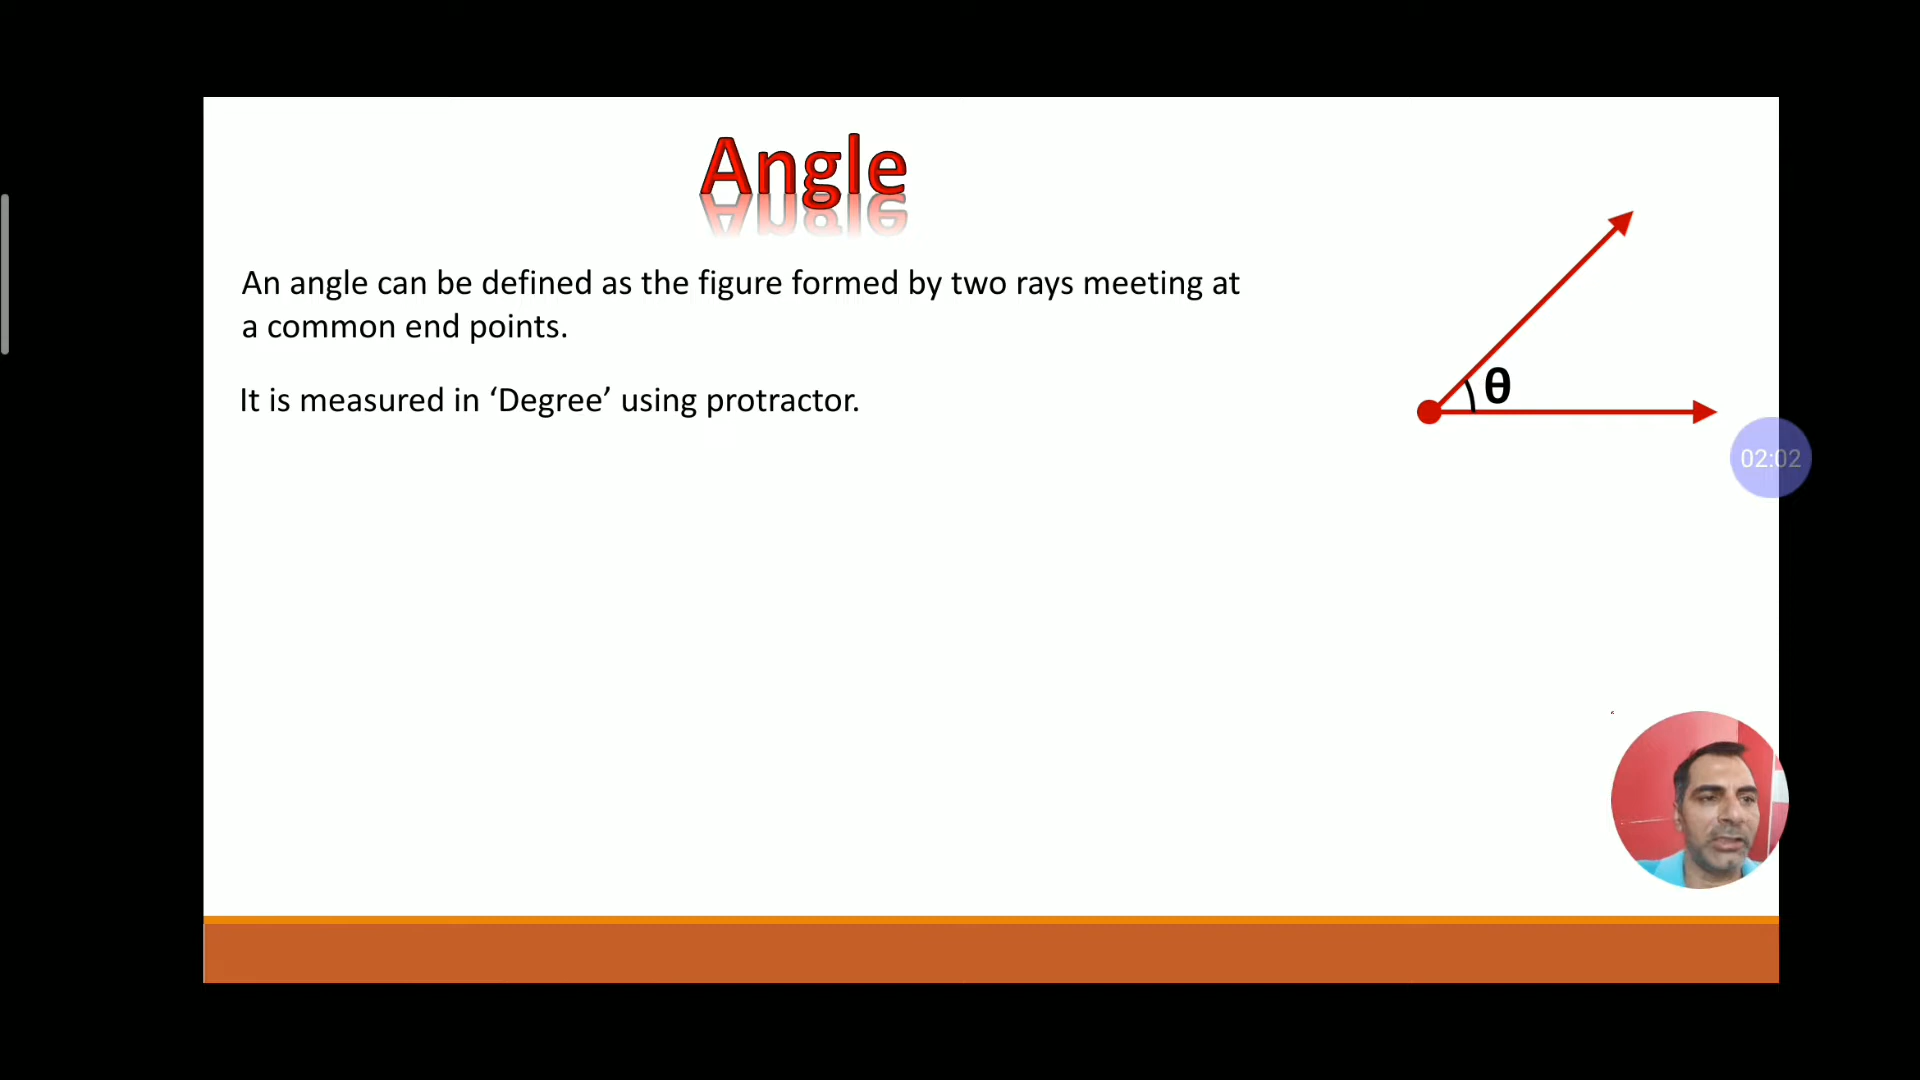 Angle
An angle can be defined as the figure formed by two rays meeting at
a common end points.
It is measured in ‘Degree’ using protractor.
θ
02:02